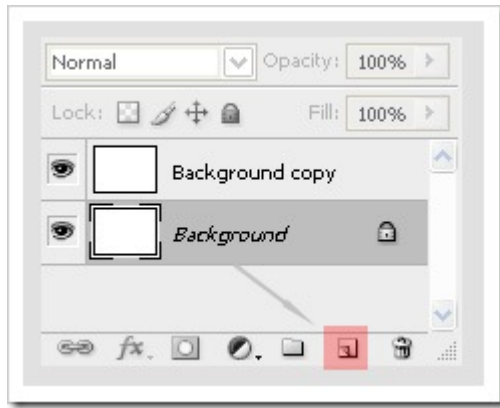 Normal Opacity: 100%
Lock: Fill: 100%
Background copy
Background
fx.